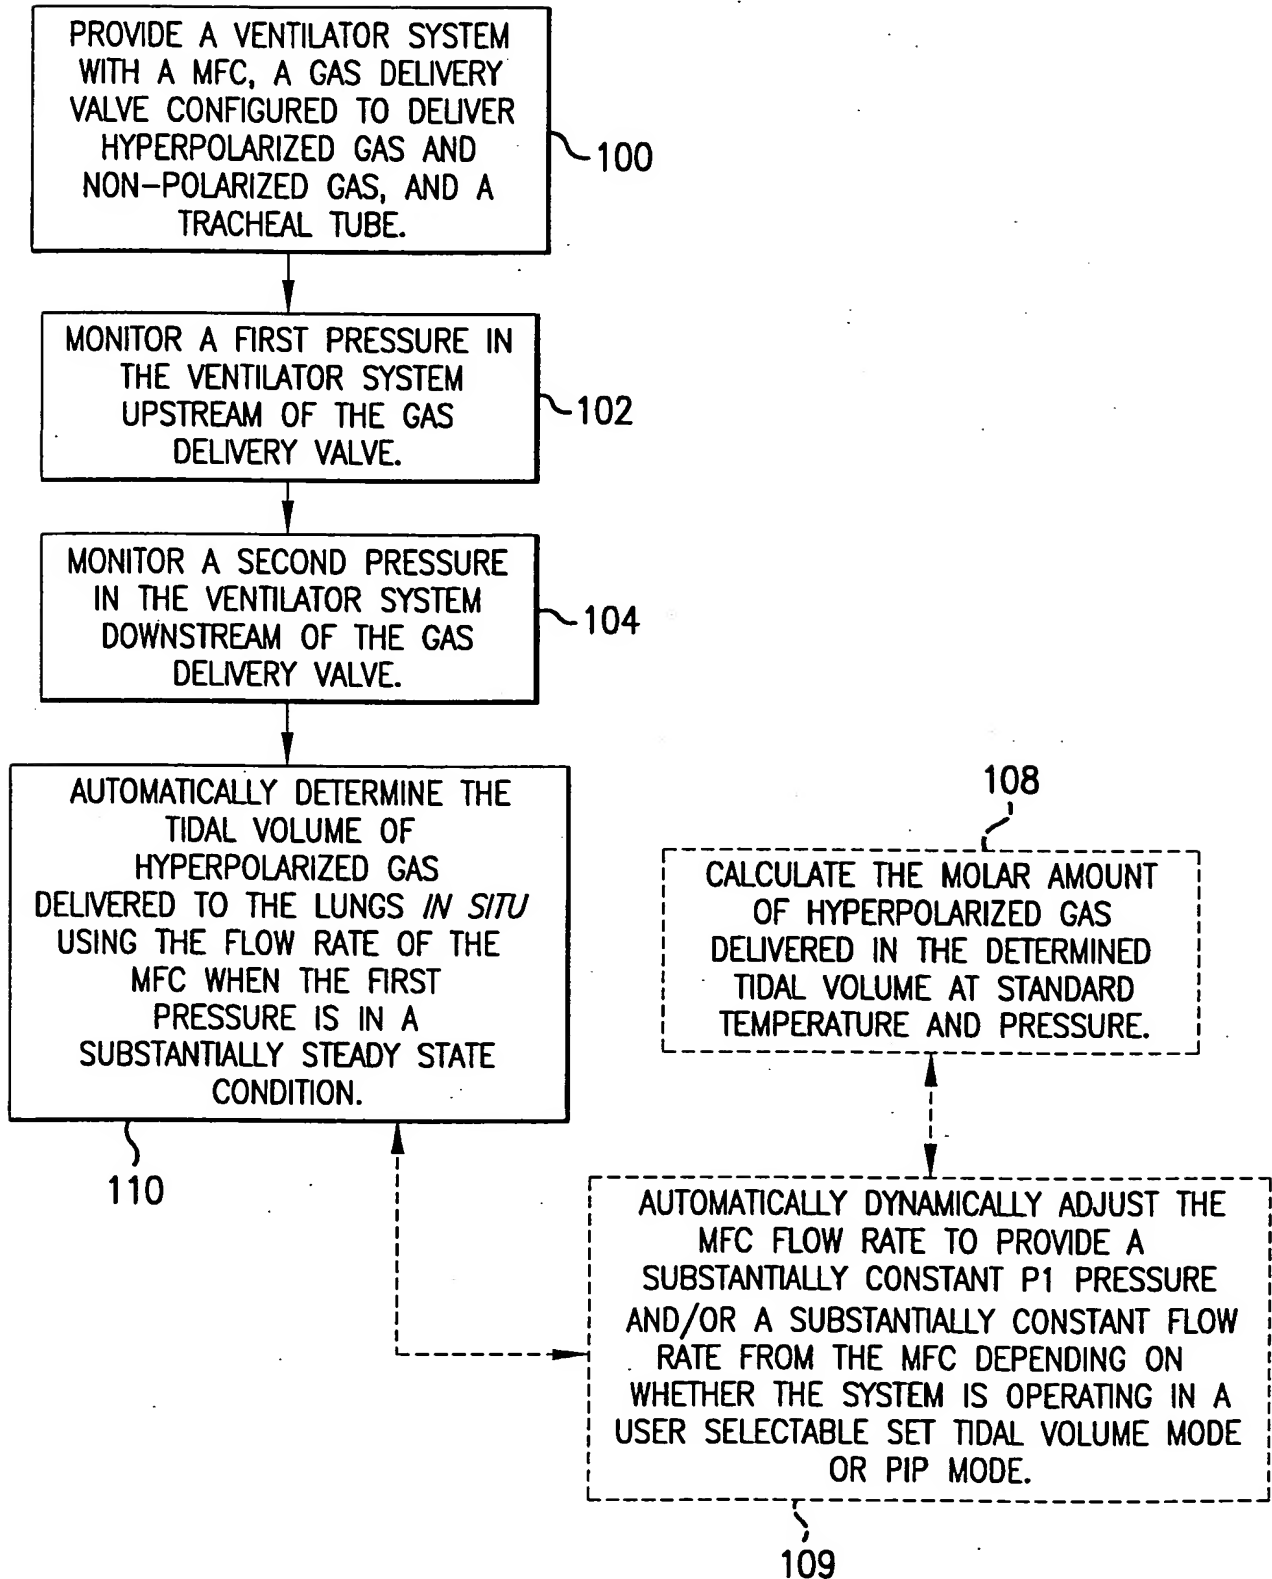 PROVIDE A VENTILATOR SYSTEM
WITH A MFC, A GAS DELIVERY
VALVE CONFIGURED TO DELIVER
HYPERPOLARIZED GAS AND
NON-POLARIZED GAS, AND A
TRACHEAL TUBE.
100
MONITOR A FIRST PRESSURE IN
THE VENTILATOR SYSTEM
UPSTREAM OF THE GAS
DELIVERY VALVE.
102
MONITOR A SECOND PRESSURE
IN THE VENTILATOR SYSTEM
DOWNSTREAM OF THE GAS
DELIVERY VALVE.
104
AUTOMATICALLY DETERMINE THE
TIDAL VOLUME OF
HYPERPOLARIZED GAS
DELIVERED TO THE LUNGS IN SITU
USING THE FLOW RATE OF THE
MFC WHEN THE FIRST
PRESSURE IS IN A
SUBSTANTIALLY STEADY STATE
CONDITION.
110
108
CALCULATE THE MOLAR AMOUNT
OF HYPERPOLARIZED GAS
DELIVERED IN THE DETERMINED
TIDAL VOLUME AT STANDARD
TEMPERATURE AND PRESSURE.
AUTOMATICALLY DYNAMICALLY ADJUST THE
MFC FLOW RATE TO PROVIDE A
SUBSTANTIALLY CONSTANT P1 PRESSURE
AND/OR A SUBSTANTIALLY CONSTANT FLOW
RATE FROM THE MFC DEPENDING ON
WHETHER THE SYSTEM IS OPERATING IN A
USER SELECTABLE SET TIDAL VOLUME MODE
OR PIP MODE.
109